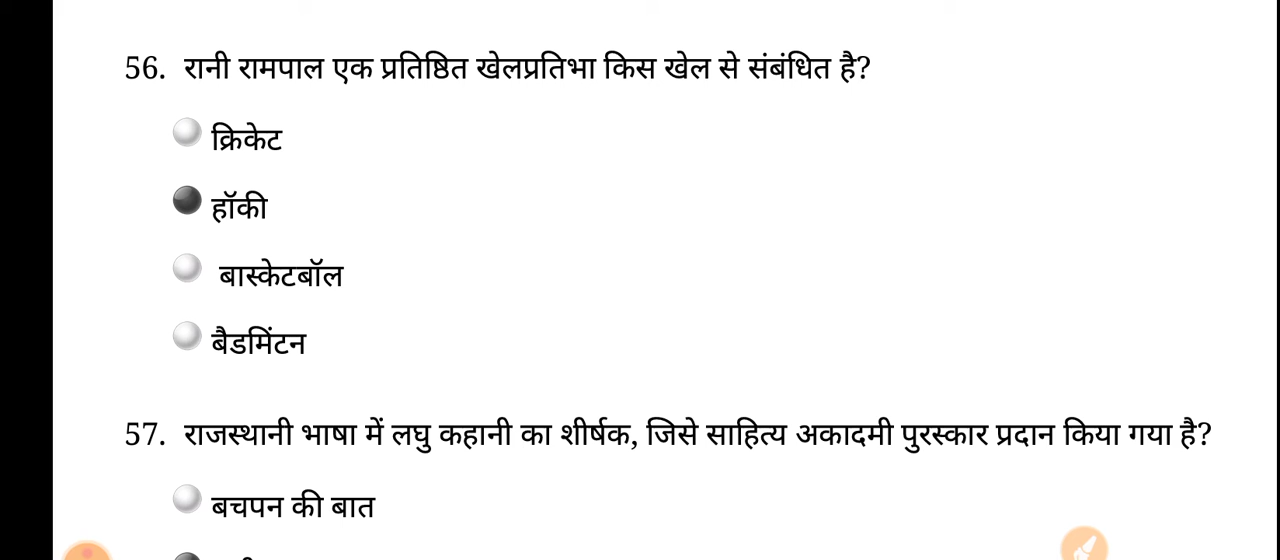 56. रानी रामपाल एक प्रतिष्ठित खेलप्रतिभा किस खेल से संबंधित है?
क्रिकेट
हॉकी
बास्केटबॉल
बैडमिंटन
57. राजस्थानी भाषा में लघु कहानी का शीर्षक, जिसे साहित्य अकादमी पुरस्कार प्रदान किया गया है?
बचपन की बात